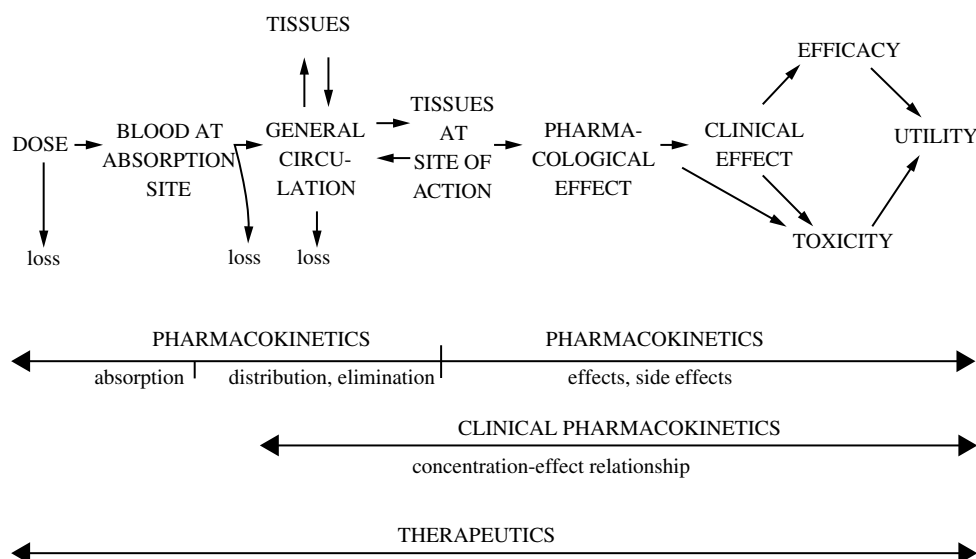 TISSUES
EFFICACY
DOSE
BLOOD AT
ABSORPTION
SITE
GENERAL
CIRCU-
LATION
TISSUES
AT
SITE OF
ACTION
PHARMA-
COLOGICAL
EFFECT
CLINICAL
EFFECT
UTILITY
TOXICITY
loss
loss
loss
PHARMACOKINETICS
PHARMACOKINETICS
absorption
distribution, elimination
effects, side effects
CLINICAL PHARMACOKINETICS
concentration-effect relationship
THERAPEUTICS